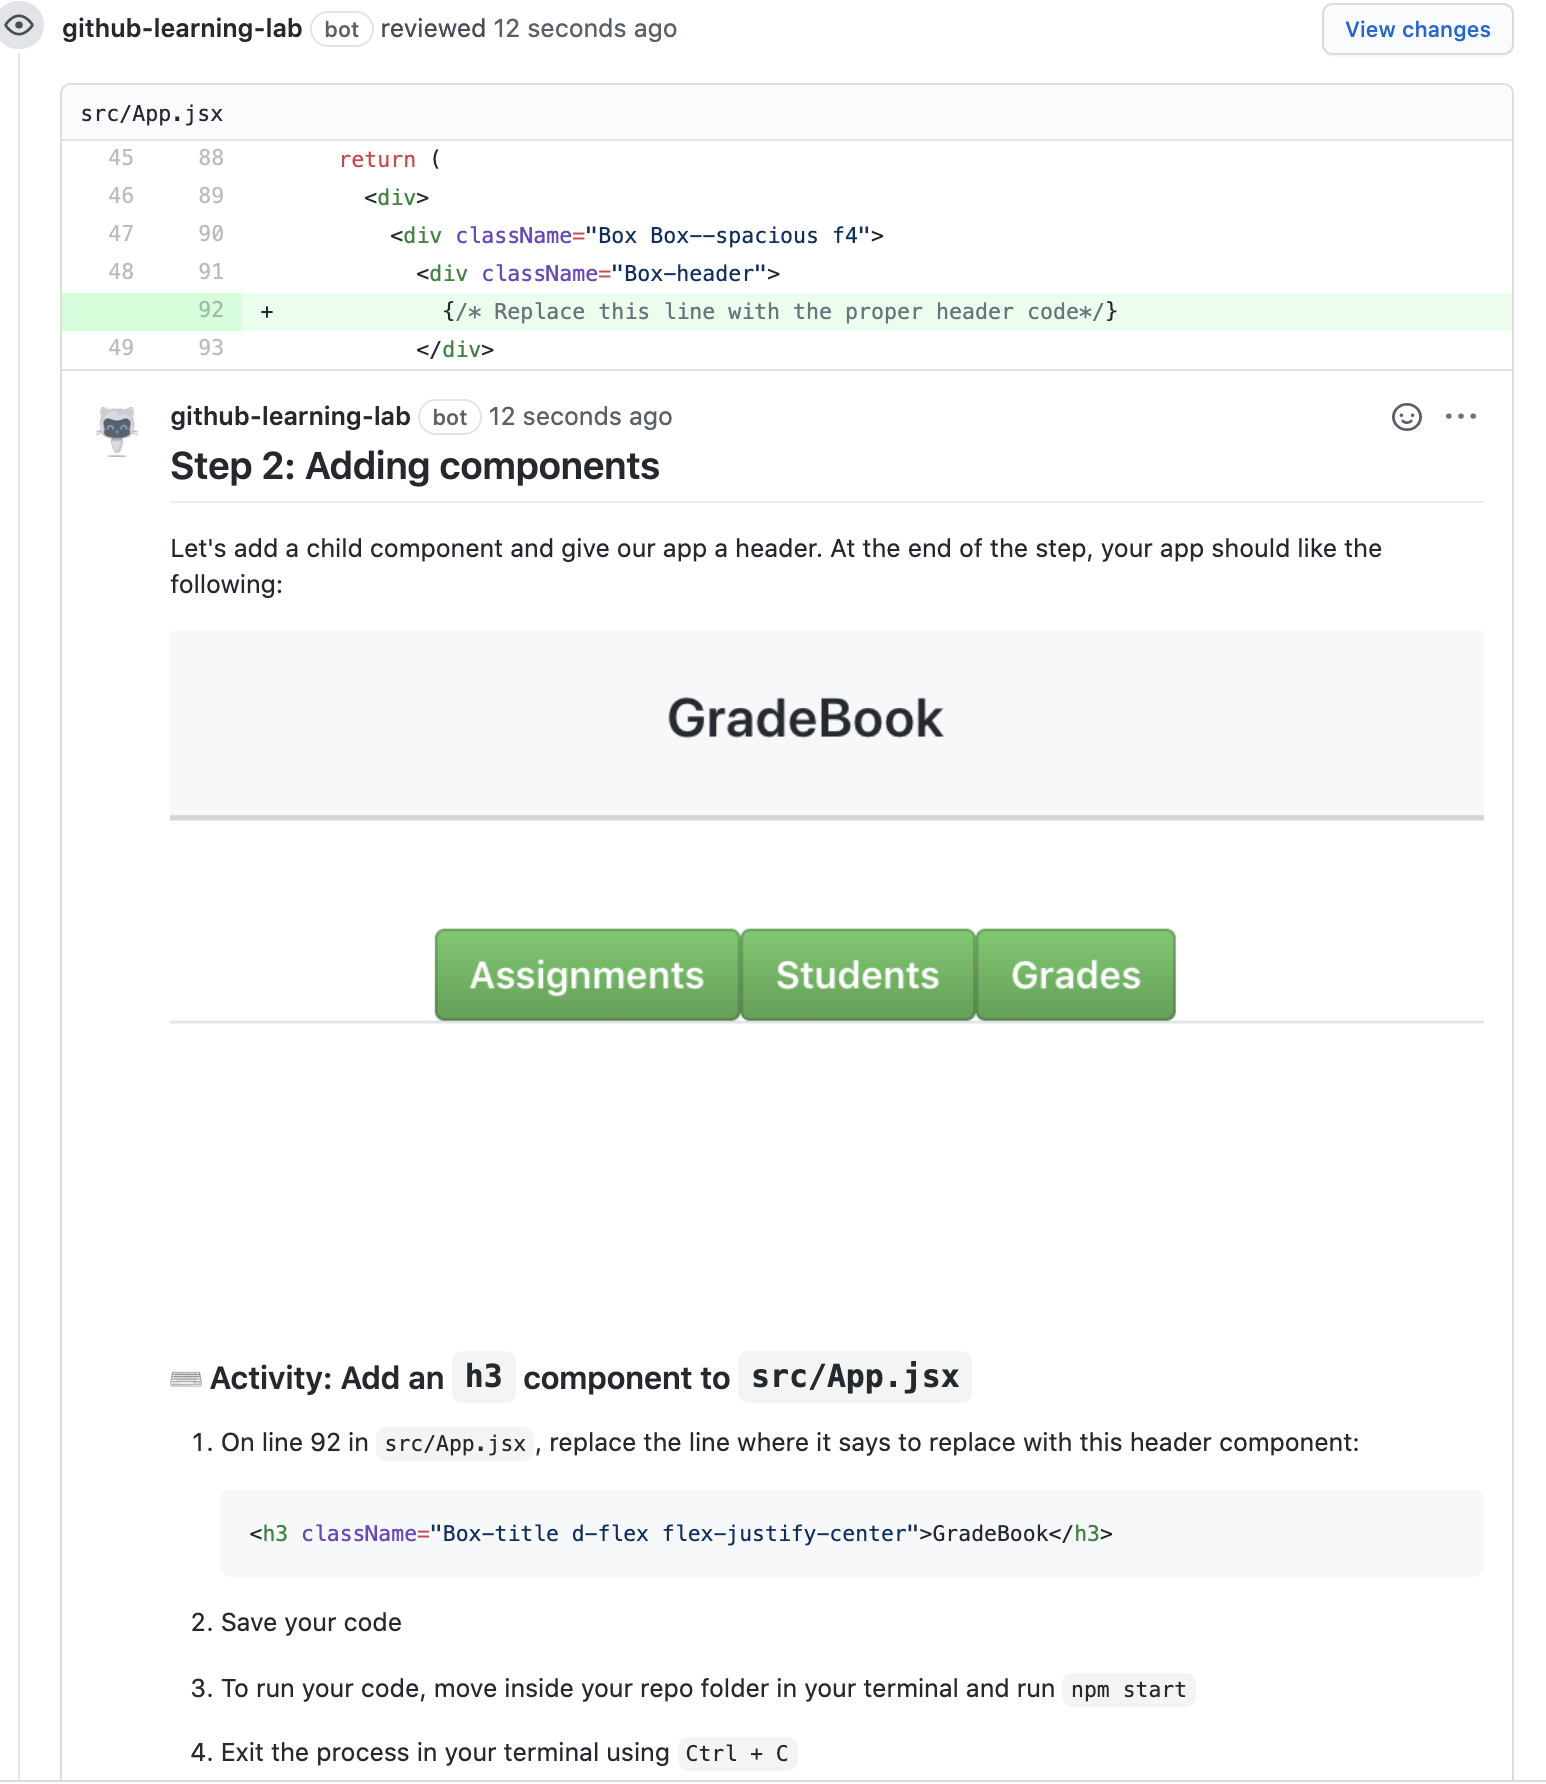 github-learning-lab bot reviewed 12 seconds ago View changes
src/App.jsx
45 88 return (
46 89 <div>
47 90 <div className="Box Box--spacious f4">
48 91 <div className="Box-header">
92 + {/* Replace this line with the proper header code*/}
49 93 </div>
github-learning-lab bot 12 seconds ago
Step 2: Adding components
Let's add a child component and give our app a header. At the end of the step, your app should like the
following:
GradeBook
Assignments Students Grades
Activity: Add an h3 component to src/App.jsx
1. On line 92 in src/App.jsx, replace the line where it says to replace with this header component:
<h3 className="Box-title d-flex flex-justify-center">GradeBook</h3>
2. Save your code
3. To run your code, move inside your repo folder in your terminal and run npm start
4. Exit the process in your terminal using Ctrl + C